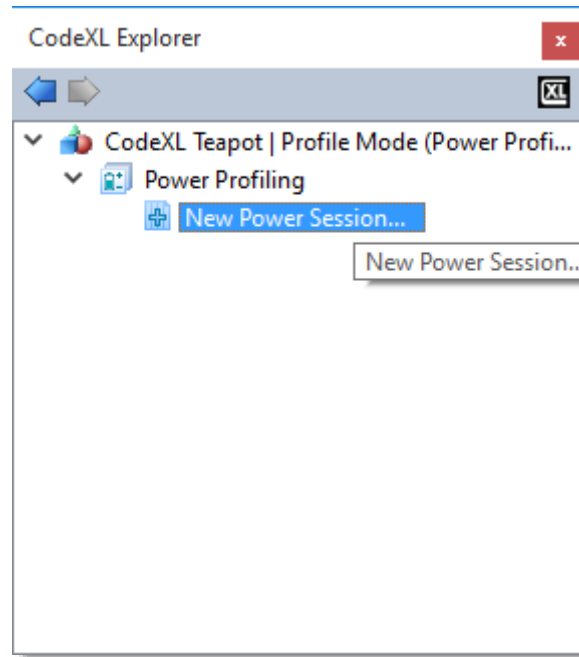 CodeXL Explorer
x
XL
CodeXL Teapot | Profile Mode (Power Profi...
Power Profiling
New Power Session...
New Power Session..